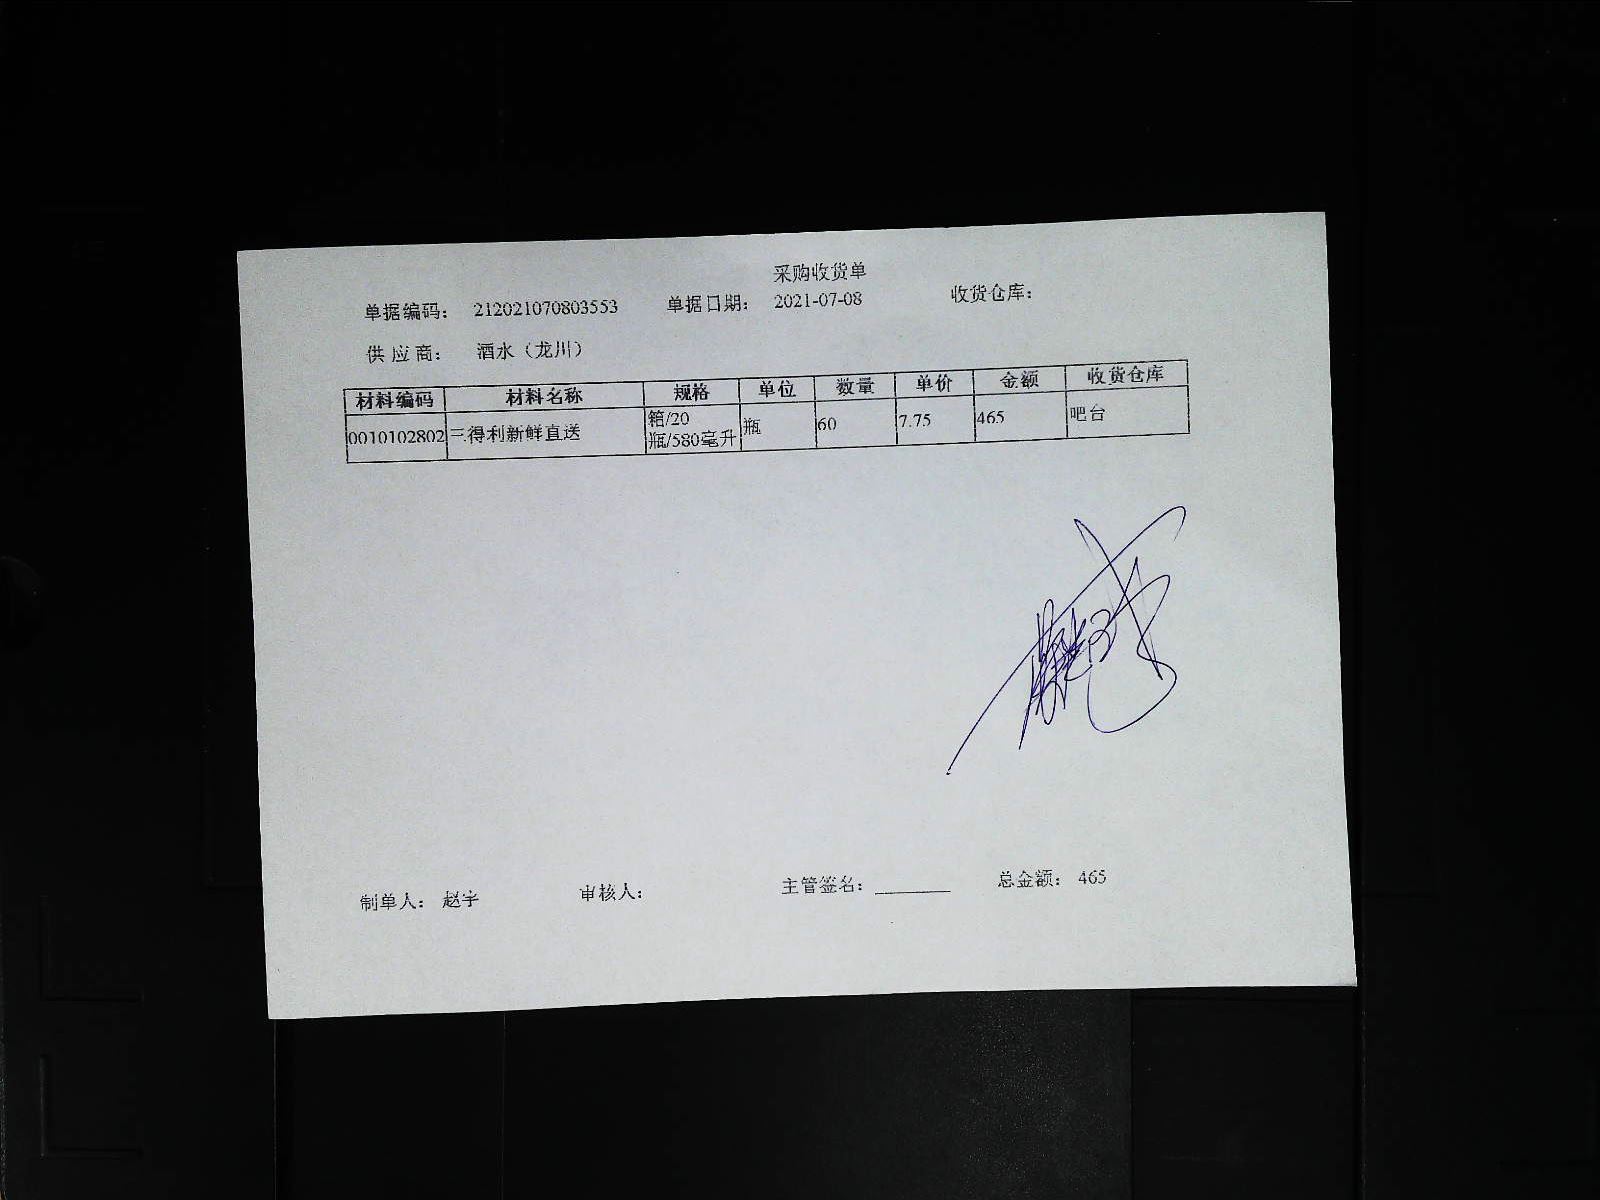 采购收货单
单据编码： 212021070803553 单据日期： 2021-07-08 收货仓库：
供应商： 酒水（龙川）
材料编码 材料名称 规格 单位 数量 单价 金额 收货仓库
0010102802 三得利新鲜直送 箱/20瓶/580毫升 瓶 60 7.75 465 吧台
制单人： 赵宇 审核人： 主管签名： 总金额： 465